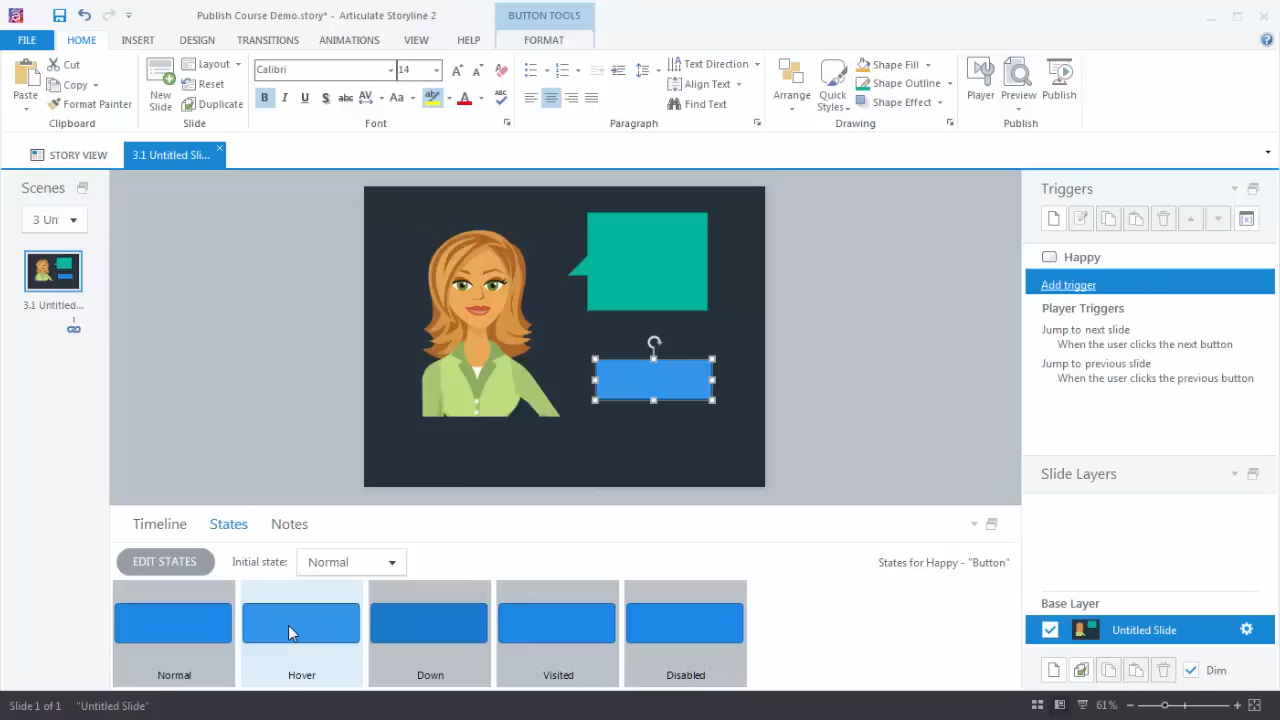 Publish Course Demo.story* - Articulate Storyline 2
BUTTON TOOLS
FILE
HOME
INSERT
DESIGN
TRANSITIONS
ANIMATIONS
VIEW
HELP
FORMAT
Paste
Cut
Copy
Format Painter
Clipboard
New
Slide
Layout
Reset
Duplicate
Slide
Calibri
14
B I U S abc AV Aa A ABC
Font
Text Direction
Align Text
Find Text
Paragraph
Arrange
Quick
Styles
Shape Fill
Shape Outline
Shape Effect
Drawing
Player
Preview
Publish
Publish
STORY VIEW
3.1 Untitled Sli...
Scenes
3 Un
3.1 Untitled...
Triggers
Happy
Add trigger
Player Triggers
Jump to next slide
When the user clicks the next button
Jump to previous slide
When the user clicks the previous button
Slide Layers
Base Layer
Untitled Slide
Dim
Timeline
States
Notes
EDIT STATES
Initial state:
Normal
States for Happy - "Button"
Normal
Hover
Down
Visited
Disabled
Slide 1 of 1
"Untitled Slide"
61%